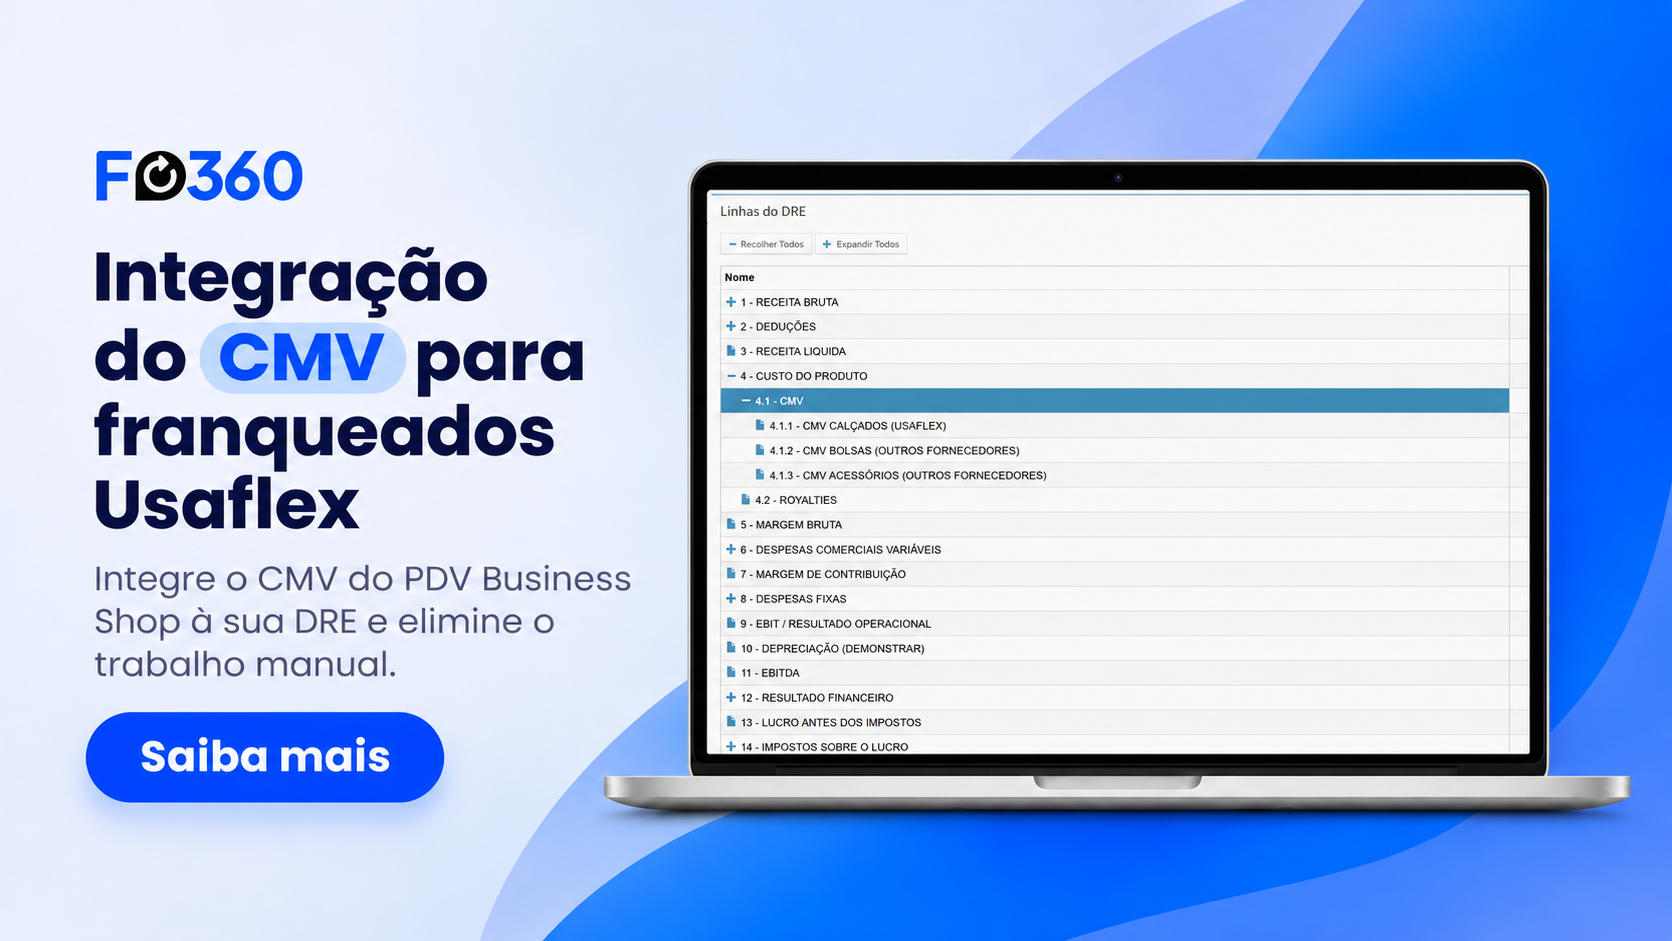 FO360
Integração
do CMV para
franqueados
Usaflex
Integre o CMV do PDV Business
Shop à sua DRE e elimine o
trabalho manual.
Saiba mais
Linhas do DRE
Recolher Todos
Expandir Todos
Nome
1 - RECEITA BRUTA
2 - DEDUÇÕES
3 - RECEITA LIQUIDA
4 - CUSTO DO PRODUTO
4.1 - CMV
4.1.1 - CMV CALÇADOS (USAFLEX)
4.1.2 - CMV BOLSAS (OUTROS FORNECEDORES)
4.1.3 - CMV ACESSÓRIOS (OUTROS FORNECEDORES)
4.2 - ROYALTIES
5 - MARGEM BRUTA
6 - DESPESAS COMERCIAIS VARIÁVEIS
7 - MARGEM DE CONTRIBUIÇÃO
8 - DESPESAS FIXAS
9 - EBIT / RESULTADO OPERACIONAL
10 - DEPRECIAÇÃO (DEMONSTRAR)
11 - EBITDA
12 - RESULTADO FINANCEIRO
13 - LUCRO ANTES DOS IMPOSTOS
14 - IMPOSTOS SOBRE O LUCRO